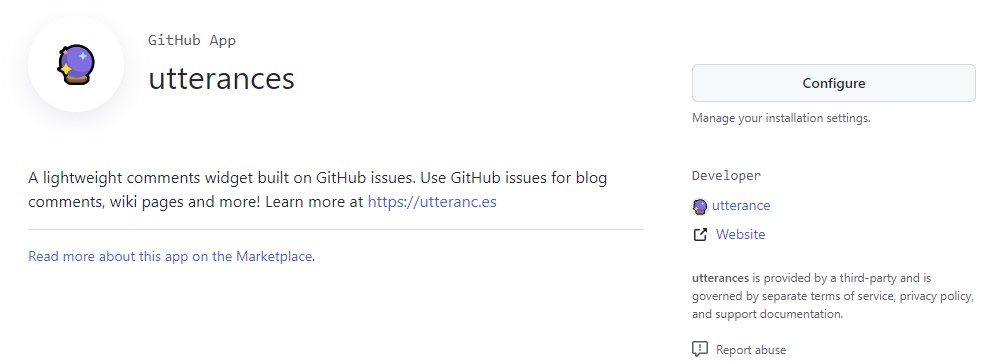 GitHub App
utterances
Configure
Manage your installation settings.
A lightweight comments widget built on GitHub issues. Use GitHub issues for blog
comments, wiki pages and more! Learn more at https://utteranc.es
Read more about this app on the Marketplace.
Developer
utterance
Website
utterances is provided by a third-party and is
governed by separate terms of service, privacy policy,
and support documentation.
Report abuse